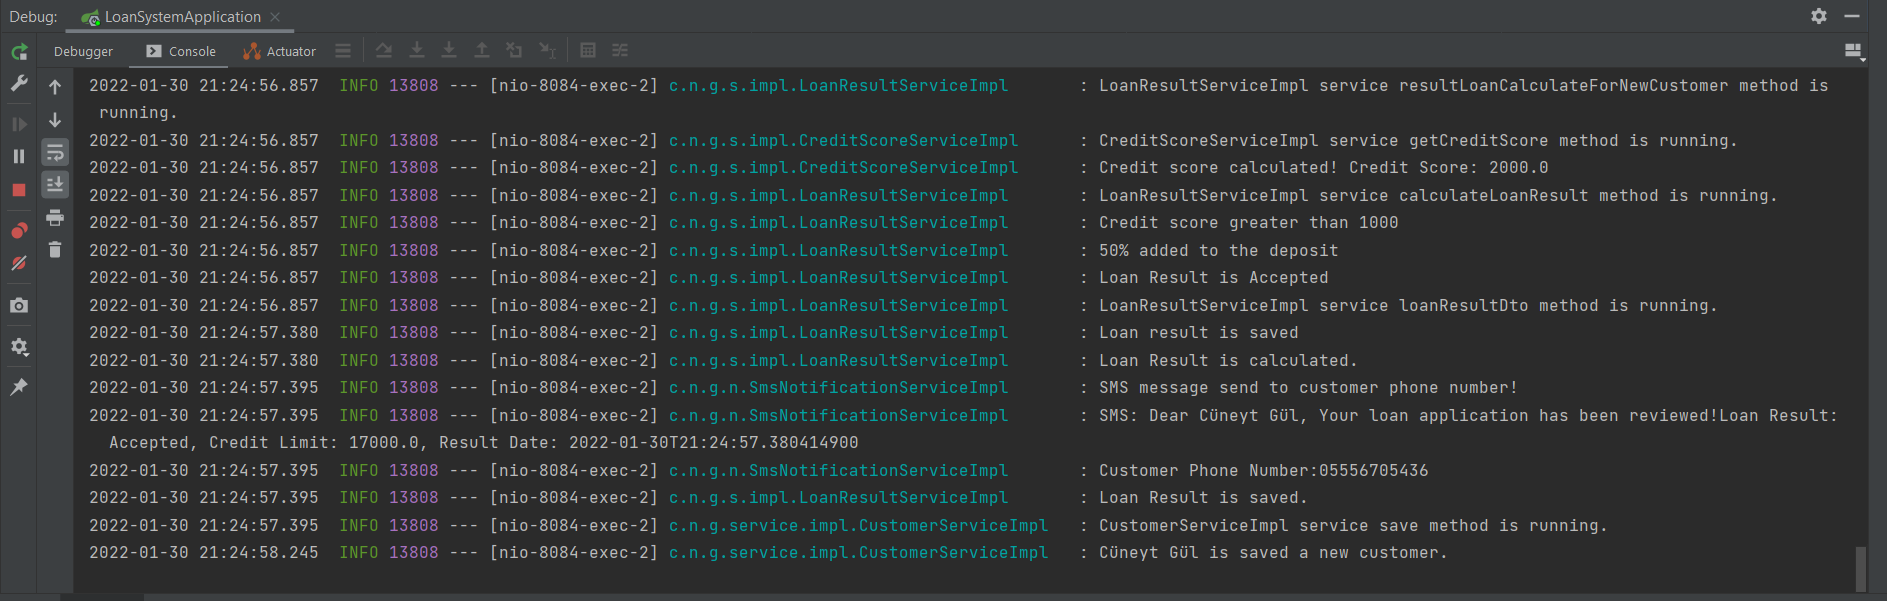 Debug: LoanSystemApplication
Debugger Console Actuator
2022-01-30 21:24:56.857  INFO 13808 --- [nio-8084-exec-2] c.n.g.s.impl.LoanResultServiceImpl       : LoanResultServiceImpl service resultLoanCalculateForNewCustomer method is
running.
2022-01-30 21:24:56.857  INFO 13808 --- [nio-8084-exec-2] c.n.g.s.impl.CreditScoreServiceImpl      : CreditScoreServiceImpl service getCreditScore method is running.
2022-01-30 21:24:56.857  INFO 13808 --- [nio-8084-exec-2] c.n.g.s.impl.CreditScoreServiceImpl      : Credit score calculated! Credit Score: 2000.0
2022-01-30 21:24:56.857  INFO 13808 --- [nio-8084-exec-2] c.n.g.s.impl.LoanResultServiceImpl       : LoanResultServiceImpl service calculateLoanResult method is running.
2022-01-30 21:24:56.857  INFO 13808 --- [nio-8084-exec-2] c.n.g.s.impl.LoanResultServiceImpl       : Credit score greater than 1000
2022-01-30 21:24:56.857  INFO 13808 --- [nio-8084-exec-2] c.n.g.s.impl.LoanResultServiceImpl       : 50% added to the deposit
2022-01-30 21:24:56.857  INFO 13808 --- [nio-8084-exec-2] c.n.g.s.impl.LoanResultServiceImpl       : Loan Result is Accepted
2022-01-30 21:24:56.857  INFO 13808 --- [nio-8084-exec-2] c.n.g.s.impl.LoanResultServiceImpl       : LoanResultServiceImpl service loanResultDto method is running.
2022-01-30 21:24:57.380  INFO 13808 --- [nio-8084-exec-2] c.n.g.s.impl.LoanResultServiceImpl       : Loan result is saved
2022-01-30 21:24:57.380  INFO 13808 --- [nio-8084-exec-2] c.n.g.s.impl.LoanResultServiceImpl       : Loan Result is calculated.
2022-01-30 21:24:57.395  INFO 13808 --- [nio-8084-exec-2] c.n.g.n.SmsNotificationServiceImpl       : SMS message send to customer phone number!
2022-01-30 21:24:57.395  INFO 13808 --- [nio-8084-exec-2] c.n.g.n.SmsNotificationServiceImpl       : SMS: Dear Cüneyt Gül, Your loan application has been reviewed!Loan Result:
Accepted, Credit Limit: 17000.0, Result Date: 2022-01-30T21:24:57.380414900
2022-01-30 21:24:57.395  INFO 13808 --- [nio-8084-exec-2] c.n.g.n.SmsNotificationServiceImpl       : Customer Phone Number:05556705436
2022-01-30 21:24:57.395  INFO 13808 --- [nio-8084-exec-2] c.n.g.s.impl.LoanResultServiceImpl       : Loan Result is saved.
2022-01-30 21:24:57.395  INFO 13808 --- [nio-8084-exec-2] c.n.g.service.impl.CustomerServiceImpl   : CustomerServiceImpl service save method is running.
2022-01-30 21:24:58.245  INFO 13808 --- [nio-8084-exec-2] c.n.g.service.impl.CustomerServiceImpl   : Cüneyt Gül is saved a new customer.